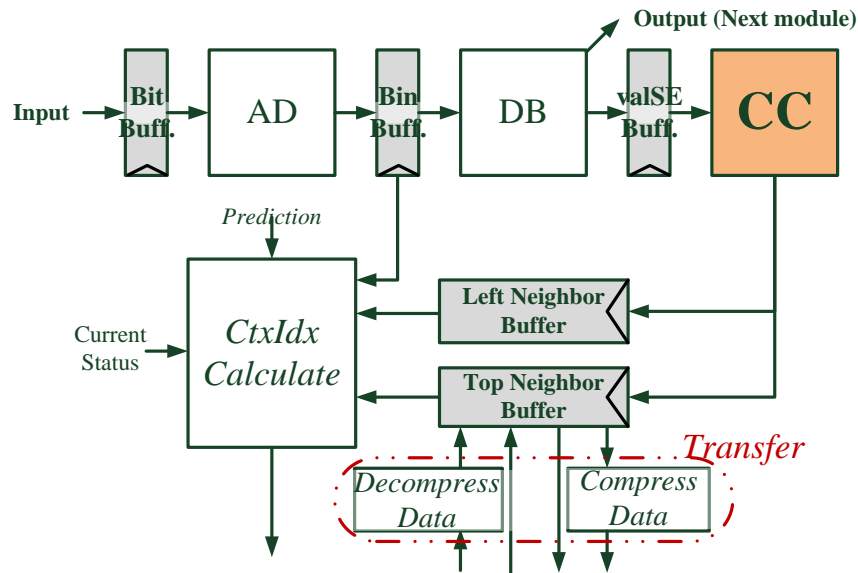 Output (Next module)
Input
Bit
Buff.
AD
Bin
Buff.
DB
valSE
Buff.
CC
Prediction
Left Neighbor
Buffer
Current
Status
CtxIdx
Calculate
Top Neighbor
Buffer
Transfer
Decompress
Data
Compress
Data